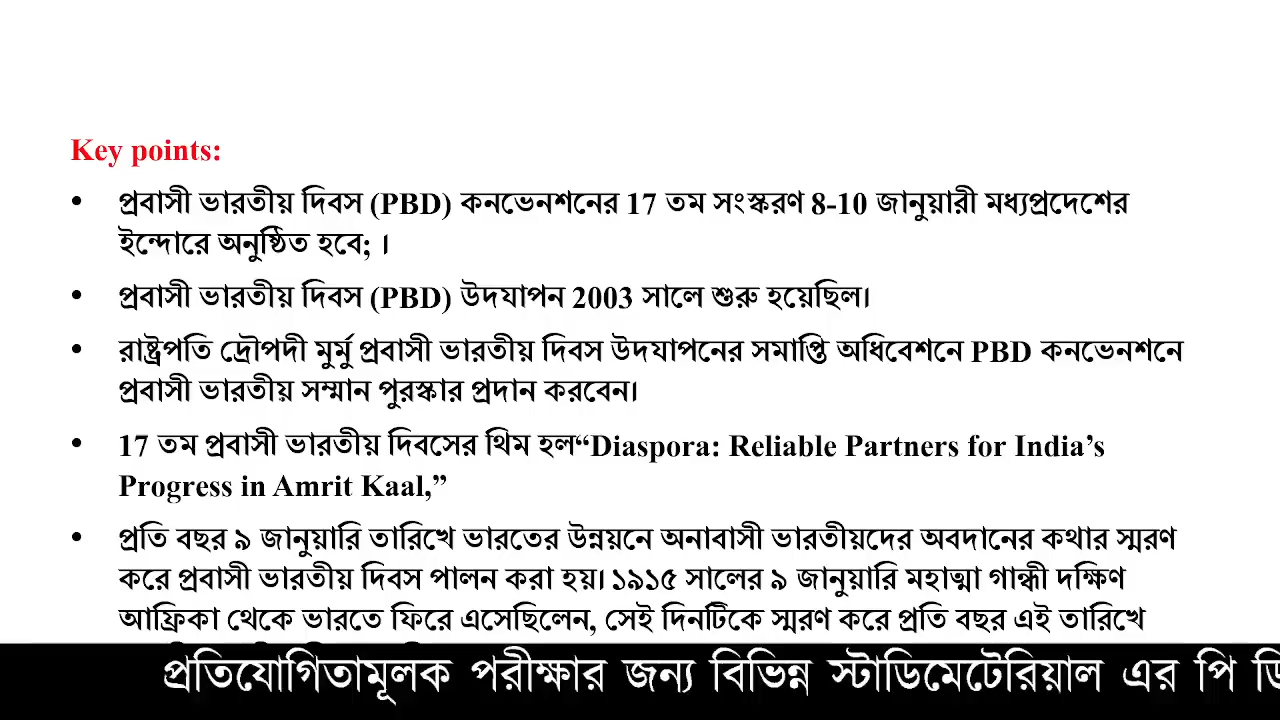 Key points:
• প্রবাসী ভারতীয় দিবস (PBD) কনভেনশনের 17 তম সংস্করণ 8-10 জানুয়ারী মধ্যপ্রদেশের
ইন্দোরে অনুষ্ঠিত হবে; ।
• প্রবাসী ভারতীয় দিবস (PBD) উদযাপন 2003 সালে শুরু হয়েছিল।
• রাষ্ট্রপতি দ্রৌপদী মুর্মু প্রবাসী ভারতীয় দিবস উদযাপনের সমাপ্তি অধিবেশনে PBD কনভেনশনে
প্রবাসী ভারতীয় সম্মান পুরস্কার প্রদান করবেন।
• 17 তম প্রবাসী ভারতীয় দিবসের থিম হল“Diaspora: Reliable Partners for India’s
Progress in Amrit Kaal,”
• প্রতি বছর ৯ জানুয়ারি তারিখে ভারতের উন্নয়নে অনাবাসী ভারতীয়দের অবদানের কথার স্মরণ
করে প্রবাসী ভারতীয় দিবস পালন করা হয়। ১৯১৫ সালের ৯ জানুয়ারি মহাত্মা গান্ধী দক্ষিণ
আফ্রিকা থেকে ভারতে ফিরে এসেছিলেন, সেই দিনটিকে স্মরণ করে প্রতি বছর এই তারিখে
প্রতিযোগিতামূলক পরীক্ষার জন্য বিভিন্ন স্টাডিমেটেরিয়াল এর পি ডি